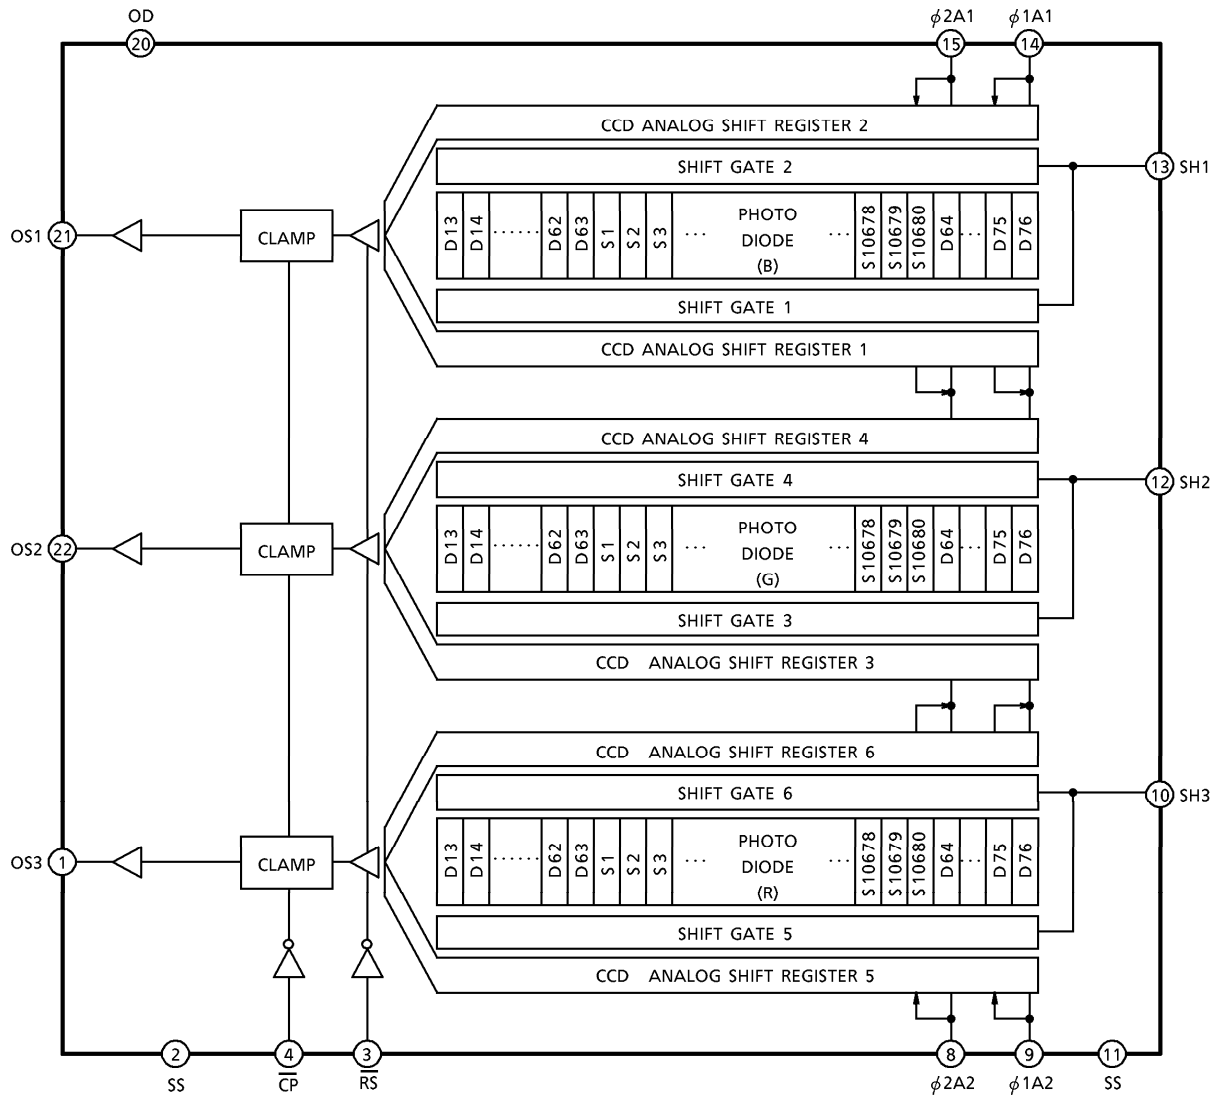 OD
φ2A1 φ1A1
20 15 14
CCD ANALOG SHIFT REGISTER 2
SHIFT GATE 2
13 SH1
D13 D14 ...... D62 D63 S1 S2 S3 ... PHOTO DIODE (B) ... S10678 S10679 S10680 D64 ... D75 D76
OS1 21
CLAMP
SHIFT GATE 1
CCD ANALOG SHIFT REGISTER 1
CCD ANALOG SHIFT REGISTER 4
SHIFT GATE 4
12 SH2
D13 D14 ...... D62 D63 S1 S2 S3 ... PHOTO DIODE (G) ... S10678 S10679 S10680 D64 ... D75 D76
OS2 22
CLAMP
SHIFT GATE 3
CCD ANALOG SHIFT REGISTER 3
CCD ANALOG SHIFT REGISTER 6
SHIFT GATE 6
10 SH3
D13 D14 ...... D62 D63 S1 S2 S3 ... PHOTO DIODE (R) ... S10678 S10679 S10680 D64 ... D75 D76
OS3 1
CLAMP
SHIFT GATE 5
CCD ANALOG SHIFT REGISTER 5
2 4 3 8 9 11
SS C̅P̅ R̅S̅ φ2A2 φ1A2 SS